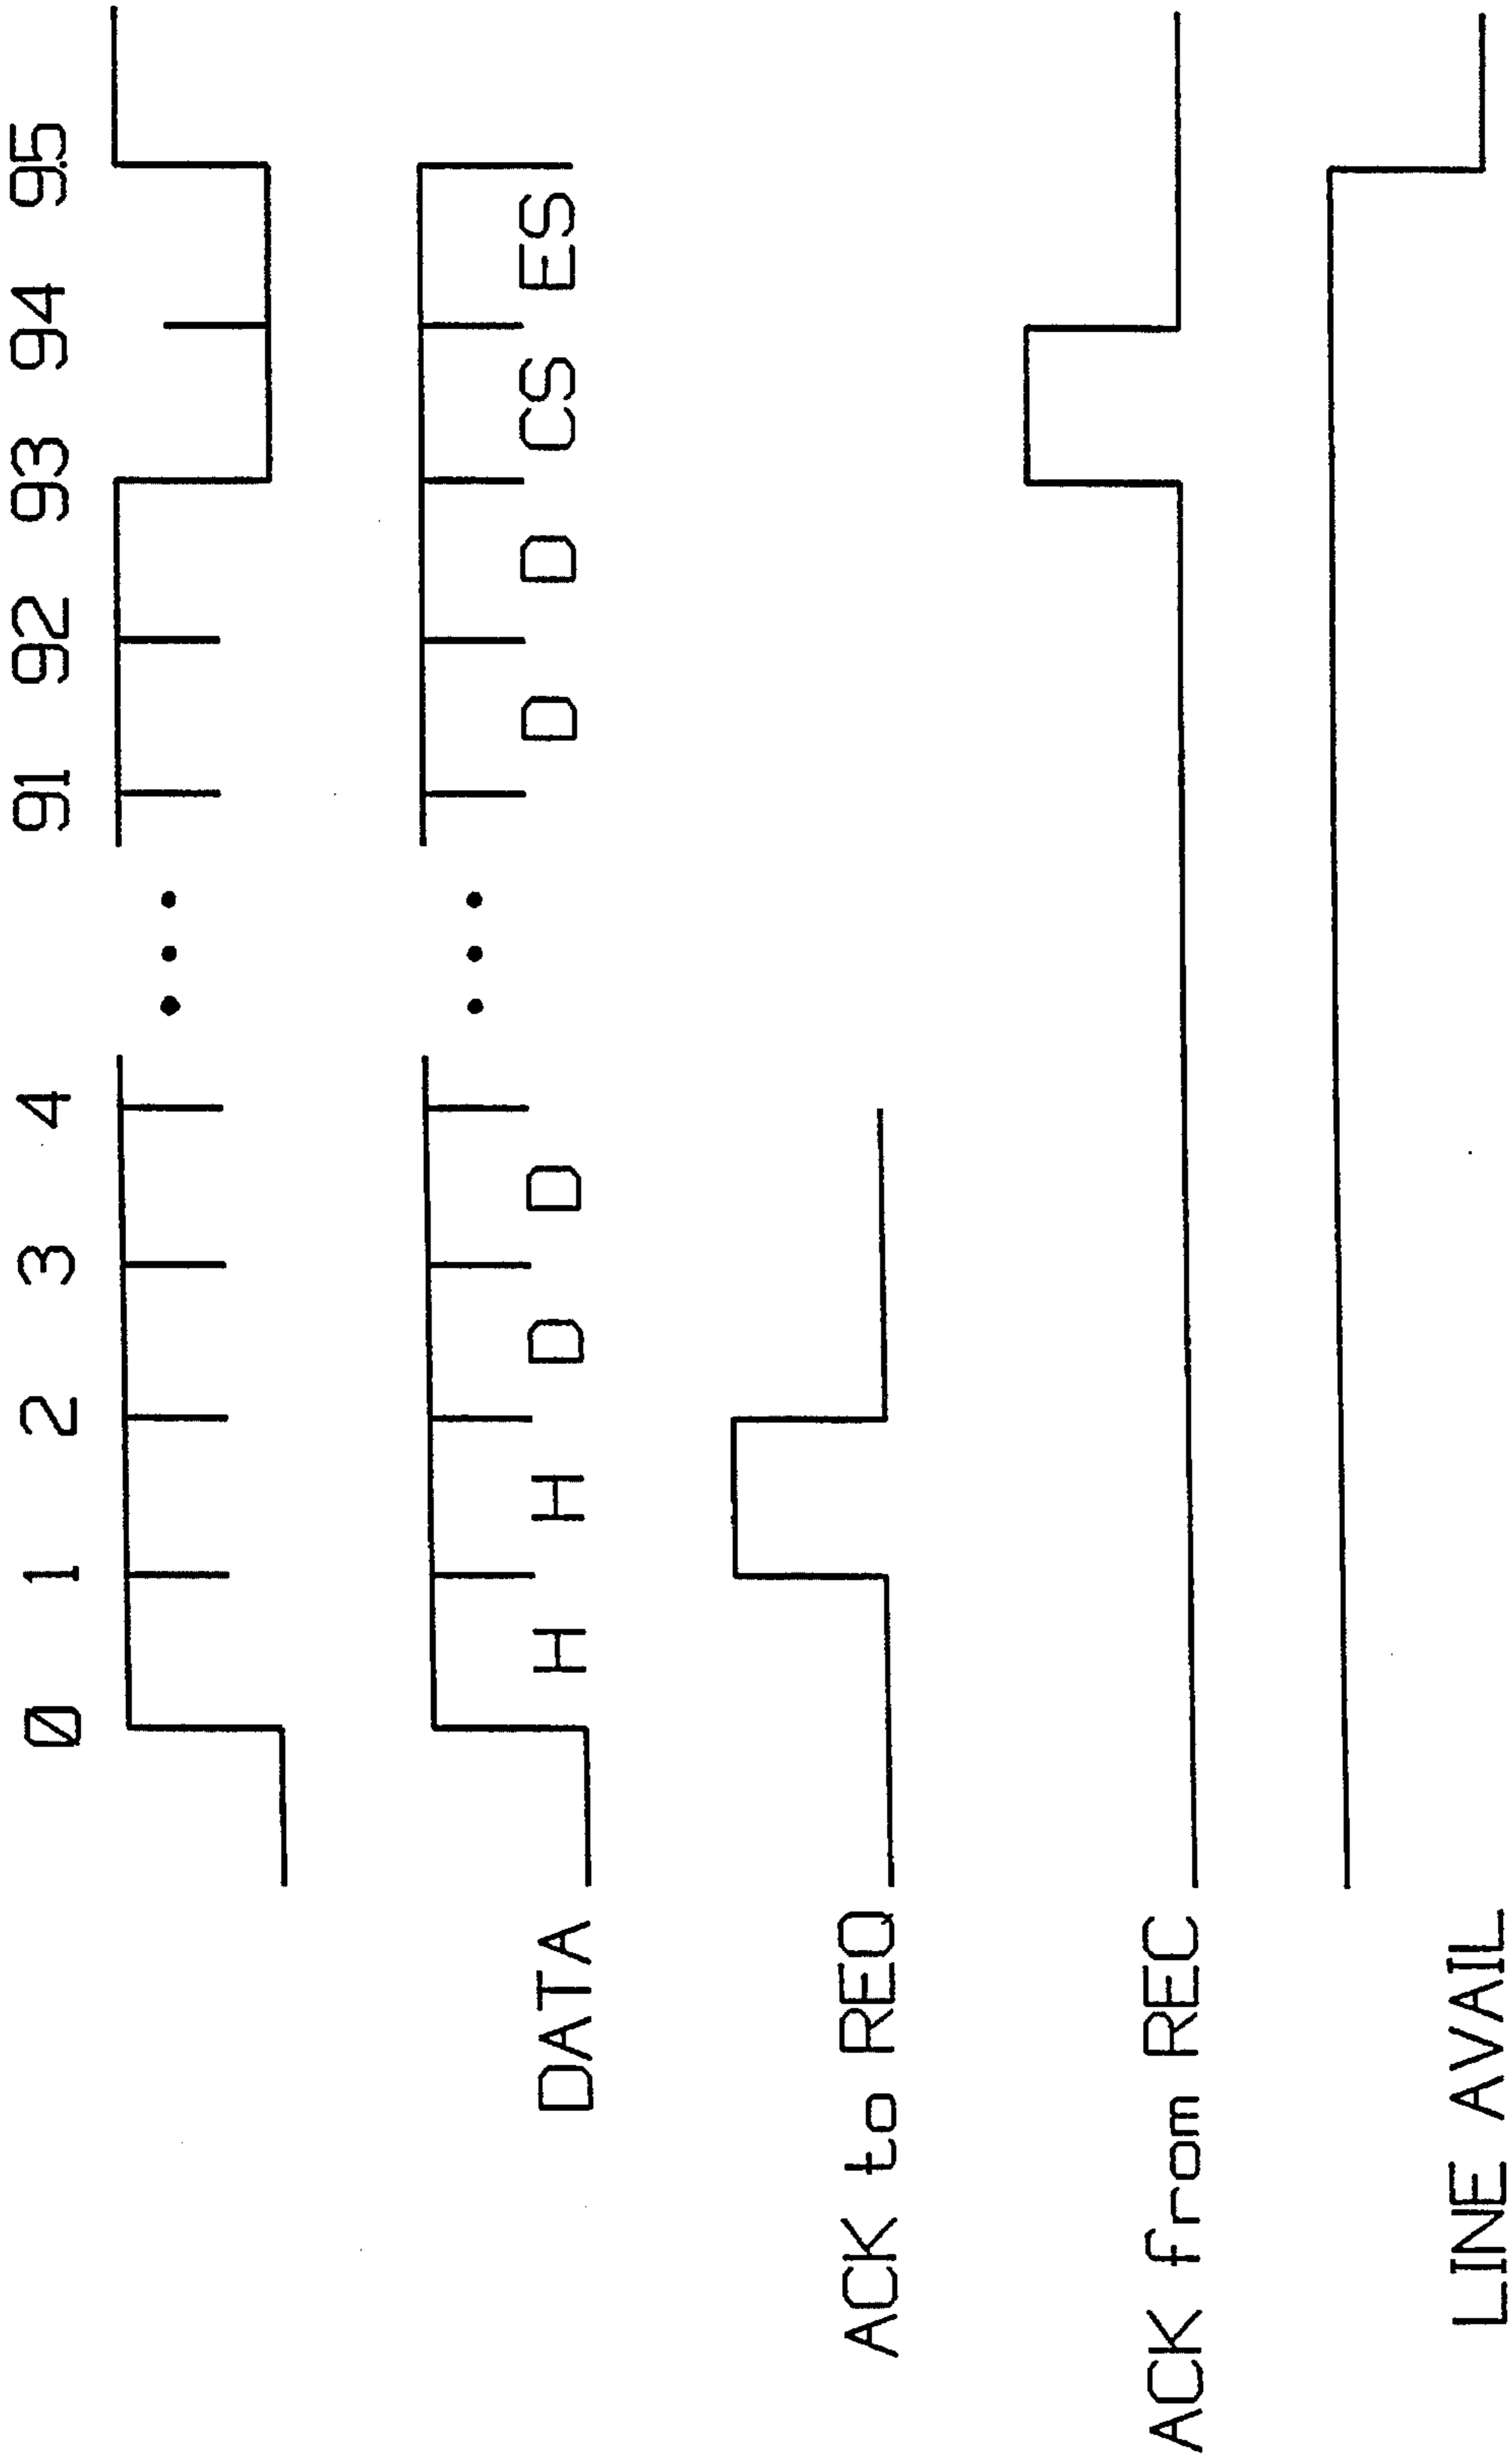 Ø 1 2 3 4 91 92 93 94 95
DATA H H D D • • • D D CS ES
ACK to REQ
ACK from REC
LINE AVAIL